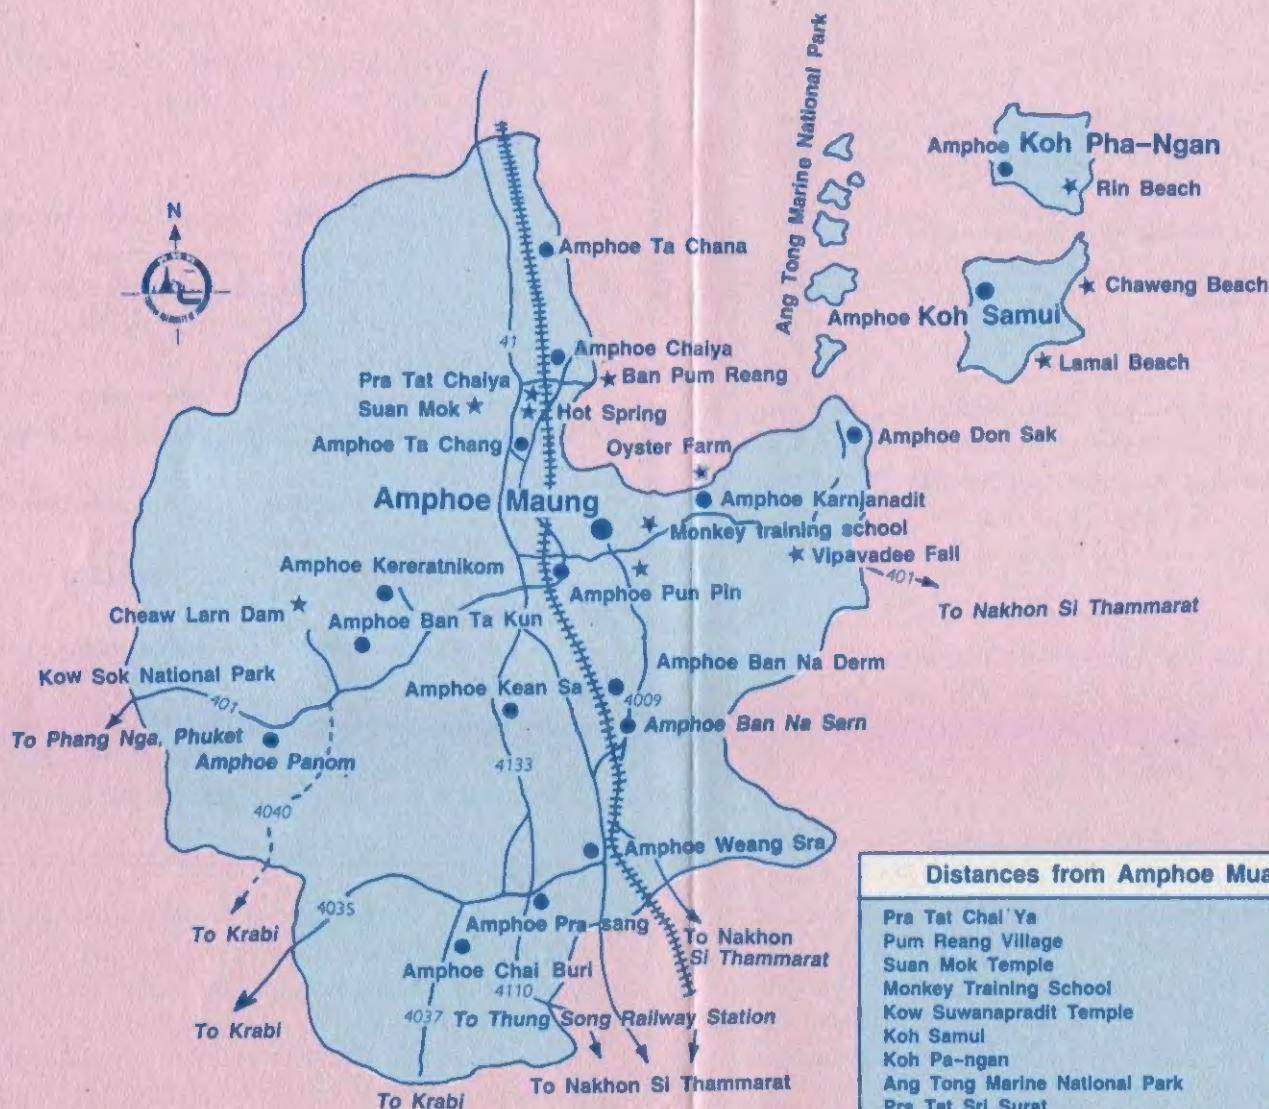 Ang Tong Marine National Park
Amphoe Koh Pha-Ngan
Rin Beach
N
Amphoe Ta Chana
Chaweng Beach
Amphoe Koh Samui
41
Amphoe Chaiya
Lamai Beach
Pra Tat Chaiya
Ban Pum Reang
Suan Mok
Hot Spring
Amphoe Ta Chang
Oyster Farm
Amphoe Don Sak
Amphoe Maung
Amphoe Karnjanadit
Monkey training school
Vipavadee Fall
Amphoe Kereratnikom
401
Amphoe Pun Pin
To Nakhon Si Thammarat
Cheaw Larn Dam
Amphoe Ban Ta Kun
Amphoe Ban Na Derm
Kow Sok National Park
Amphoe Kean Sa
401
4009
Amphoe Ban Na Sarn
To Phang Nga, Phuket
Amphoe Panom
4133
4040
Amphoe Weang Sra
4035
To Krabi
Amphoe Pra-sang
To Nakhon
Si Thammarat
Amphoe Chai Buri
4110
4037
To Thung Song Railway Station
To Krabi
To Nakhon Si Thammarat
To Krabi
Distances from Amphoe Mua
Pra Tat Chai Ya
Pum Reang Village
Suan Mok Temple
Monkey Training School
Kow Suwanapradit Temple
Koh Samui
Koh Pa-ngan
Ang Tong Marine National Park
Pra Tat Sri Surat